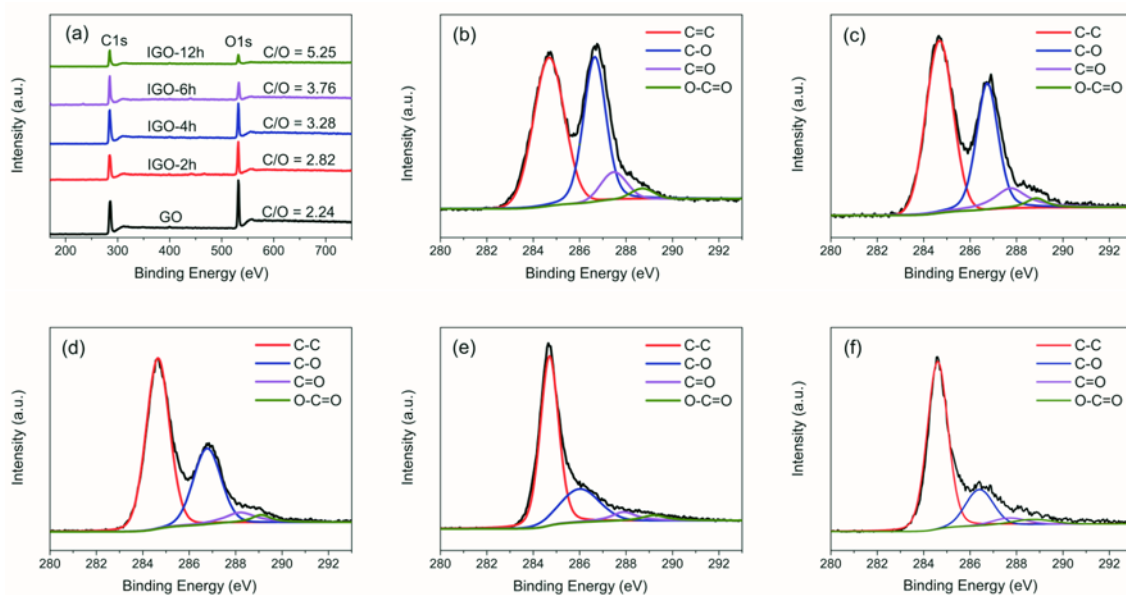 (a)
C1s
O1s
IGO-12h
C/O = 5.25
IGO-6h
C/O = 3.76
IGO-4h
C/O = 3.28
IGO-2h
C/O = 2.82
GO
C/O = 2.24
Intensity (a.u.)
200 300 400 500 600 700
Binding Energy (eV)
(b)
C=C
C-O
C=O
O-C=O
Intensity (a.u.)
280 282 284 286 288 290 292
Binding Energy (eV)
(c)
C-C
C-O
C=O
O-C=O
Intensity (a.u.)
280 282 284 286 288 290 292
Binding Energy (eV)
(d)
C-C
C-O
C=O
O-C=O
Intensity (a.u.)
280 282 284 286 288 290 292
Binding Energy (eV)
(e)
C-C
C-O
C=O
O-C=O
Intensity (a.u.)
280 282 284 286 288 290 292
Binding Energy (eV)
(f)
C-C
C-O
C=O
O-C=O
Intensity (a.u.)
280 282 284 286 288 290 292
Binding Energy (eV)